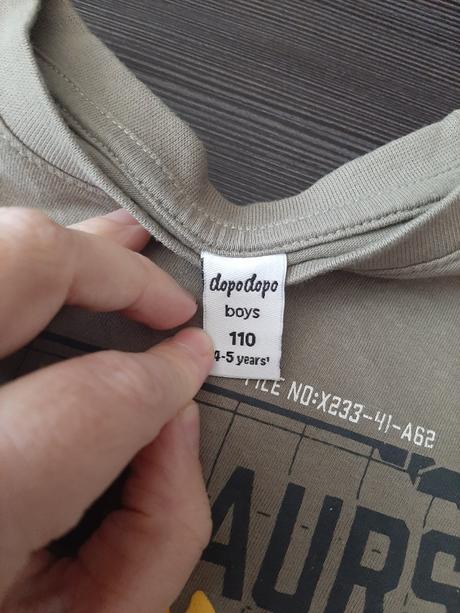 dopodopo
boys
110
4-5 years'
FILE NO:X233-41-A62
AURS